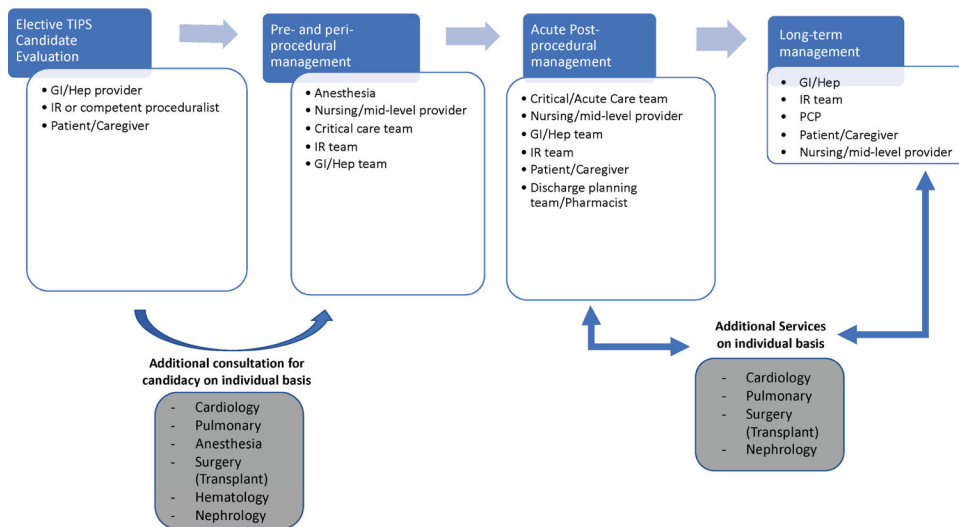 Elective TIPS
Candidate
Evaluation
• GI/Hep provider
• IR or competent proceduralist
• Patient/Caregiver
Pre- and peri-
procedural
management
• Anesthesia
• Nursing/mid-level provider
• Critical care team
• IR team
• GI/Hep team
Acute Post-
procedural
management
• Critical/Acute Care team
• Nursing/mid-level provider
• GI/Hep team
• IR team
• Patient/Caregiver
• Discharge planning
team/Pharmacist
Long-term
management
• GI/Hep
• IR team
• PCP
• Patient/Caregiver
• Nursing/mid-level provider
Additional consultation for
candidacy on individual basis
- Cardiology
- Pulmonary
- Anesthesia
- Surgery
(Transplant)
- Hematology
- Nephrology
Additional Services
on individual basis
- Cardiology
- Pulmonary
- Surgery
(Transplant)
- Nephrology